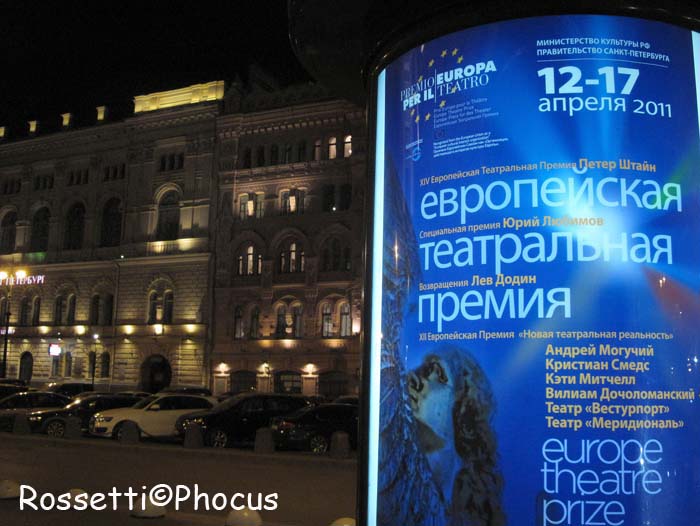 PREMIO EUROPA
PER IL TEATRO
МИНИСТЕРСТВО КУЛЬТУРЫ РФ
ПРАВИТЕЛЬСТВО САНКТ-ПЕТЕРБУРГА
12-17
апреля 2011
XIV Европейская Театральная Премия Петер Штайн
европейская
Специальная премия Юрий Любимов
театральная
Возвращения Лев Додин
премия
XII Европейская Премия «Новая театральная реальность»
Андрей Могучий
Кристиан Смедс
Кэти Митчелл
Вилиам Дочоломанский
Театр «Вестурпорт»
Театр «Меридиональ»
europe
theatre
prize
ПЕТЕРБУРГ
Rossetti©Phocus